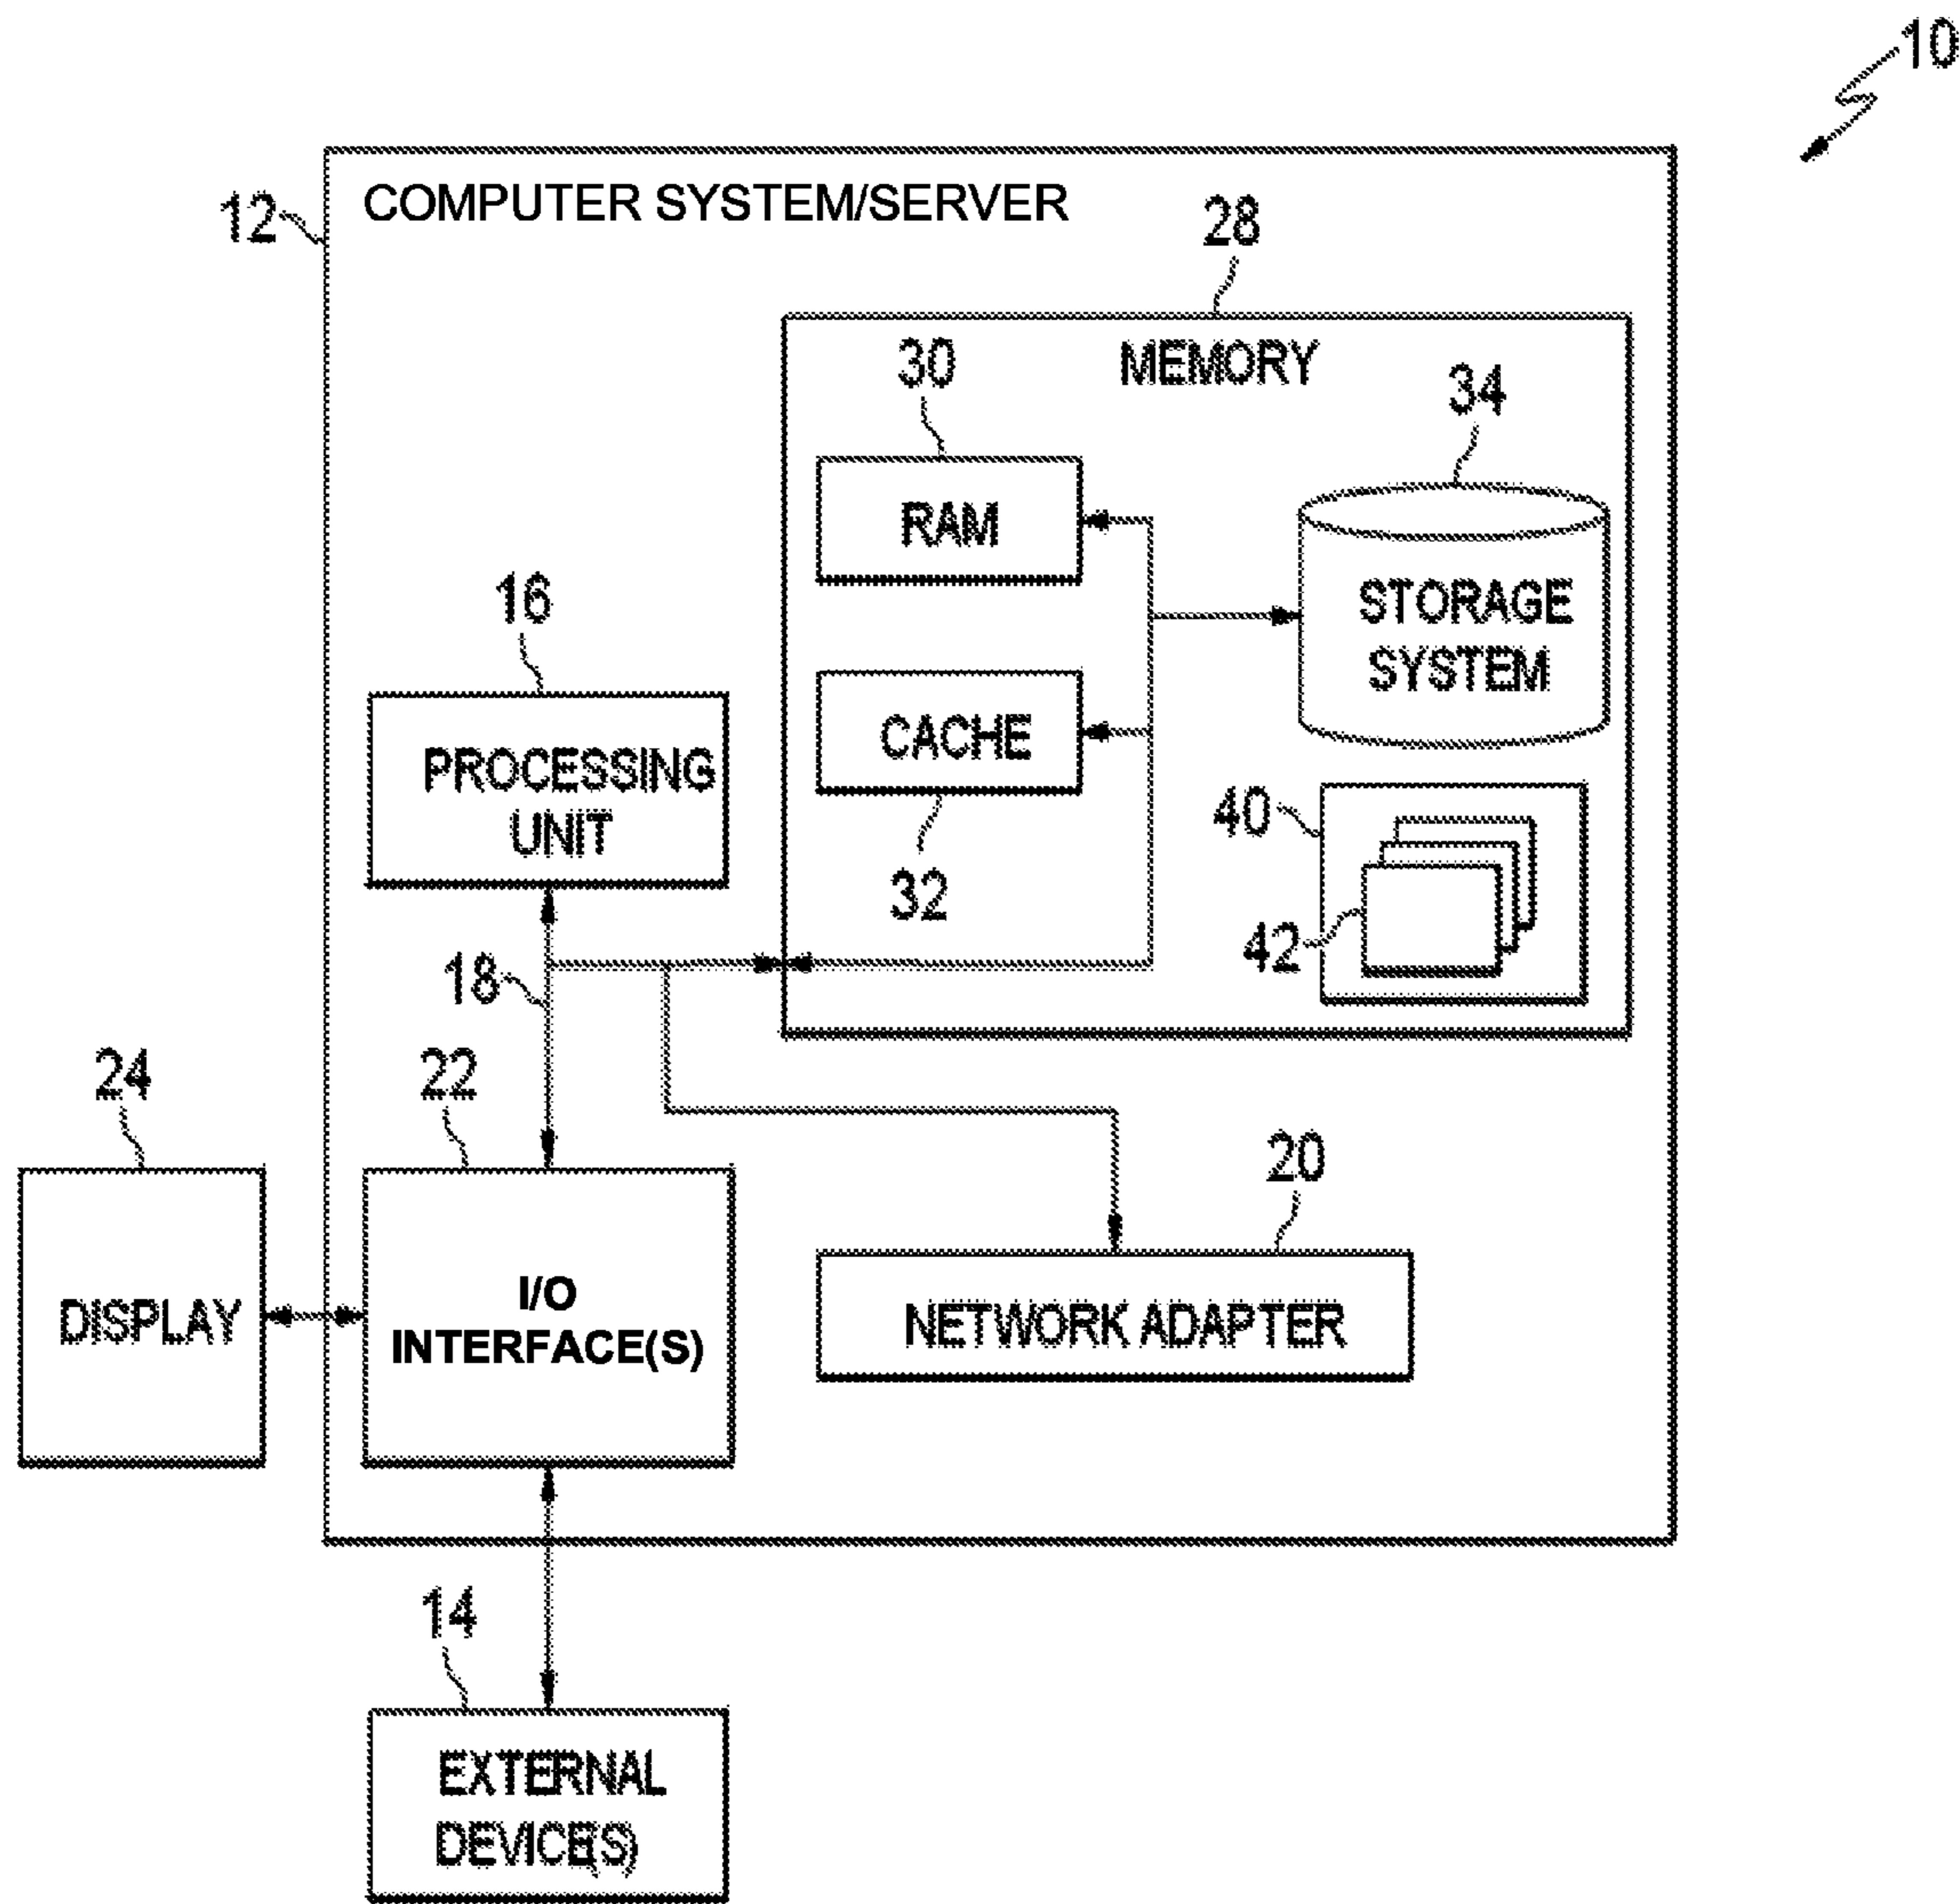 10
12
COMPUTER SYSTEM/SERVER
28
MEMORY
30
34
RAM
STORAGE
SYSTEM
16
PROCESSING
UNIT
CACHE
32
40
42
18
24
22
20
DISPLAY
I/O
INTERFACE(S)
NETWORK ADAPTER
14
EXTERNAL
DEVICE(S)